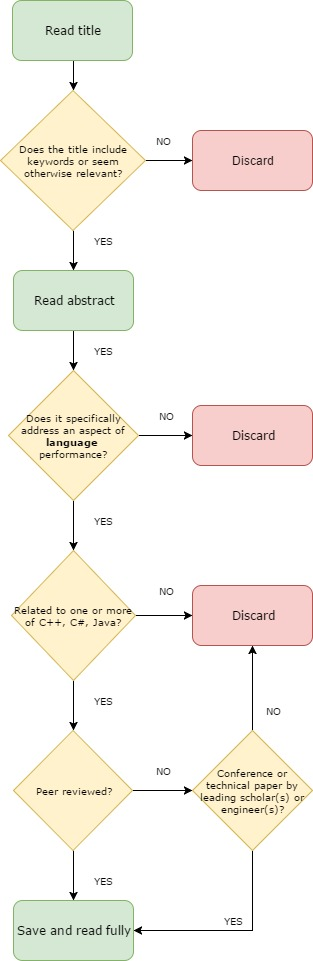 Read title
Does the title include
keywords or seem
otherwise relevant?
NO
Discard
YES
Read abstract
YES
Does it specifically
address an aspect of
language
performance?
NO
Discard
YES
Related to one or more
of C++, C#, Java?
NO
Discard
YES
NO
Peer reviewed?
NO
Conference or
technical paper by
leading scholar(s) or
engineer(s)?
YES
YES
Save and read fully